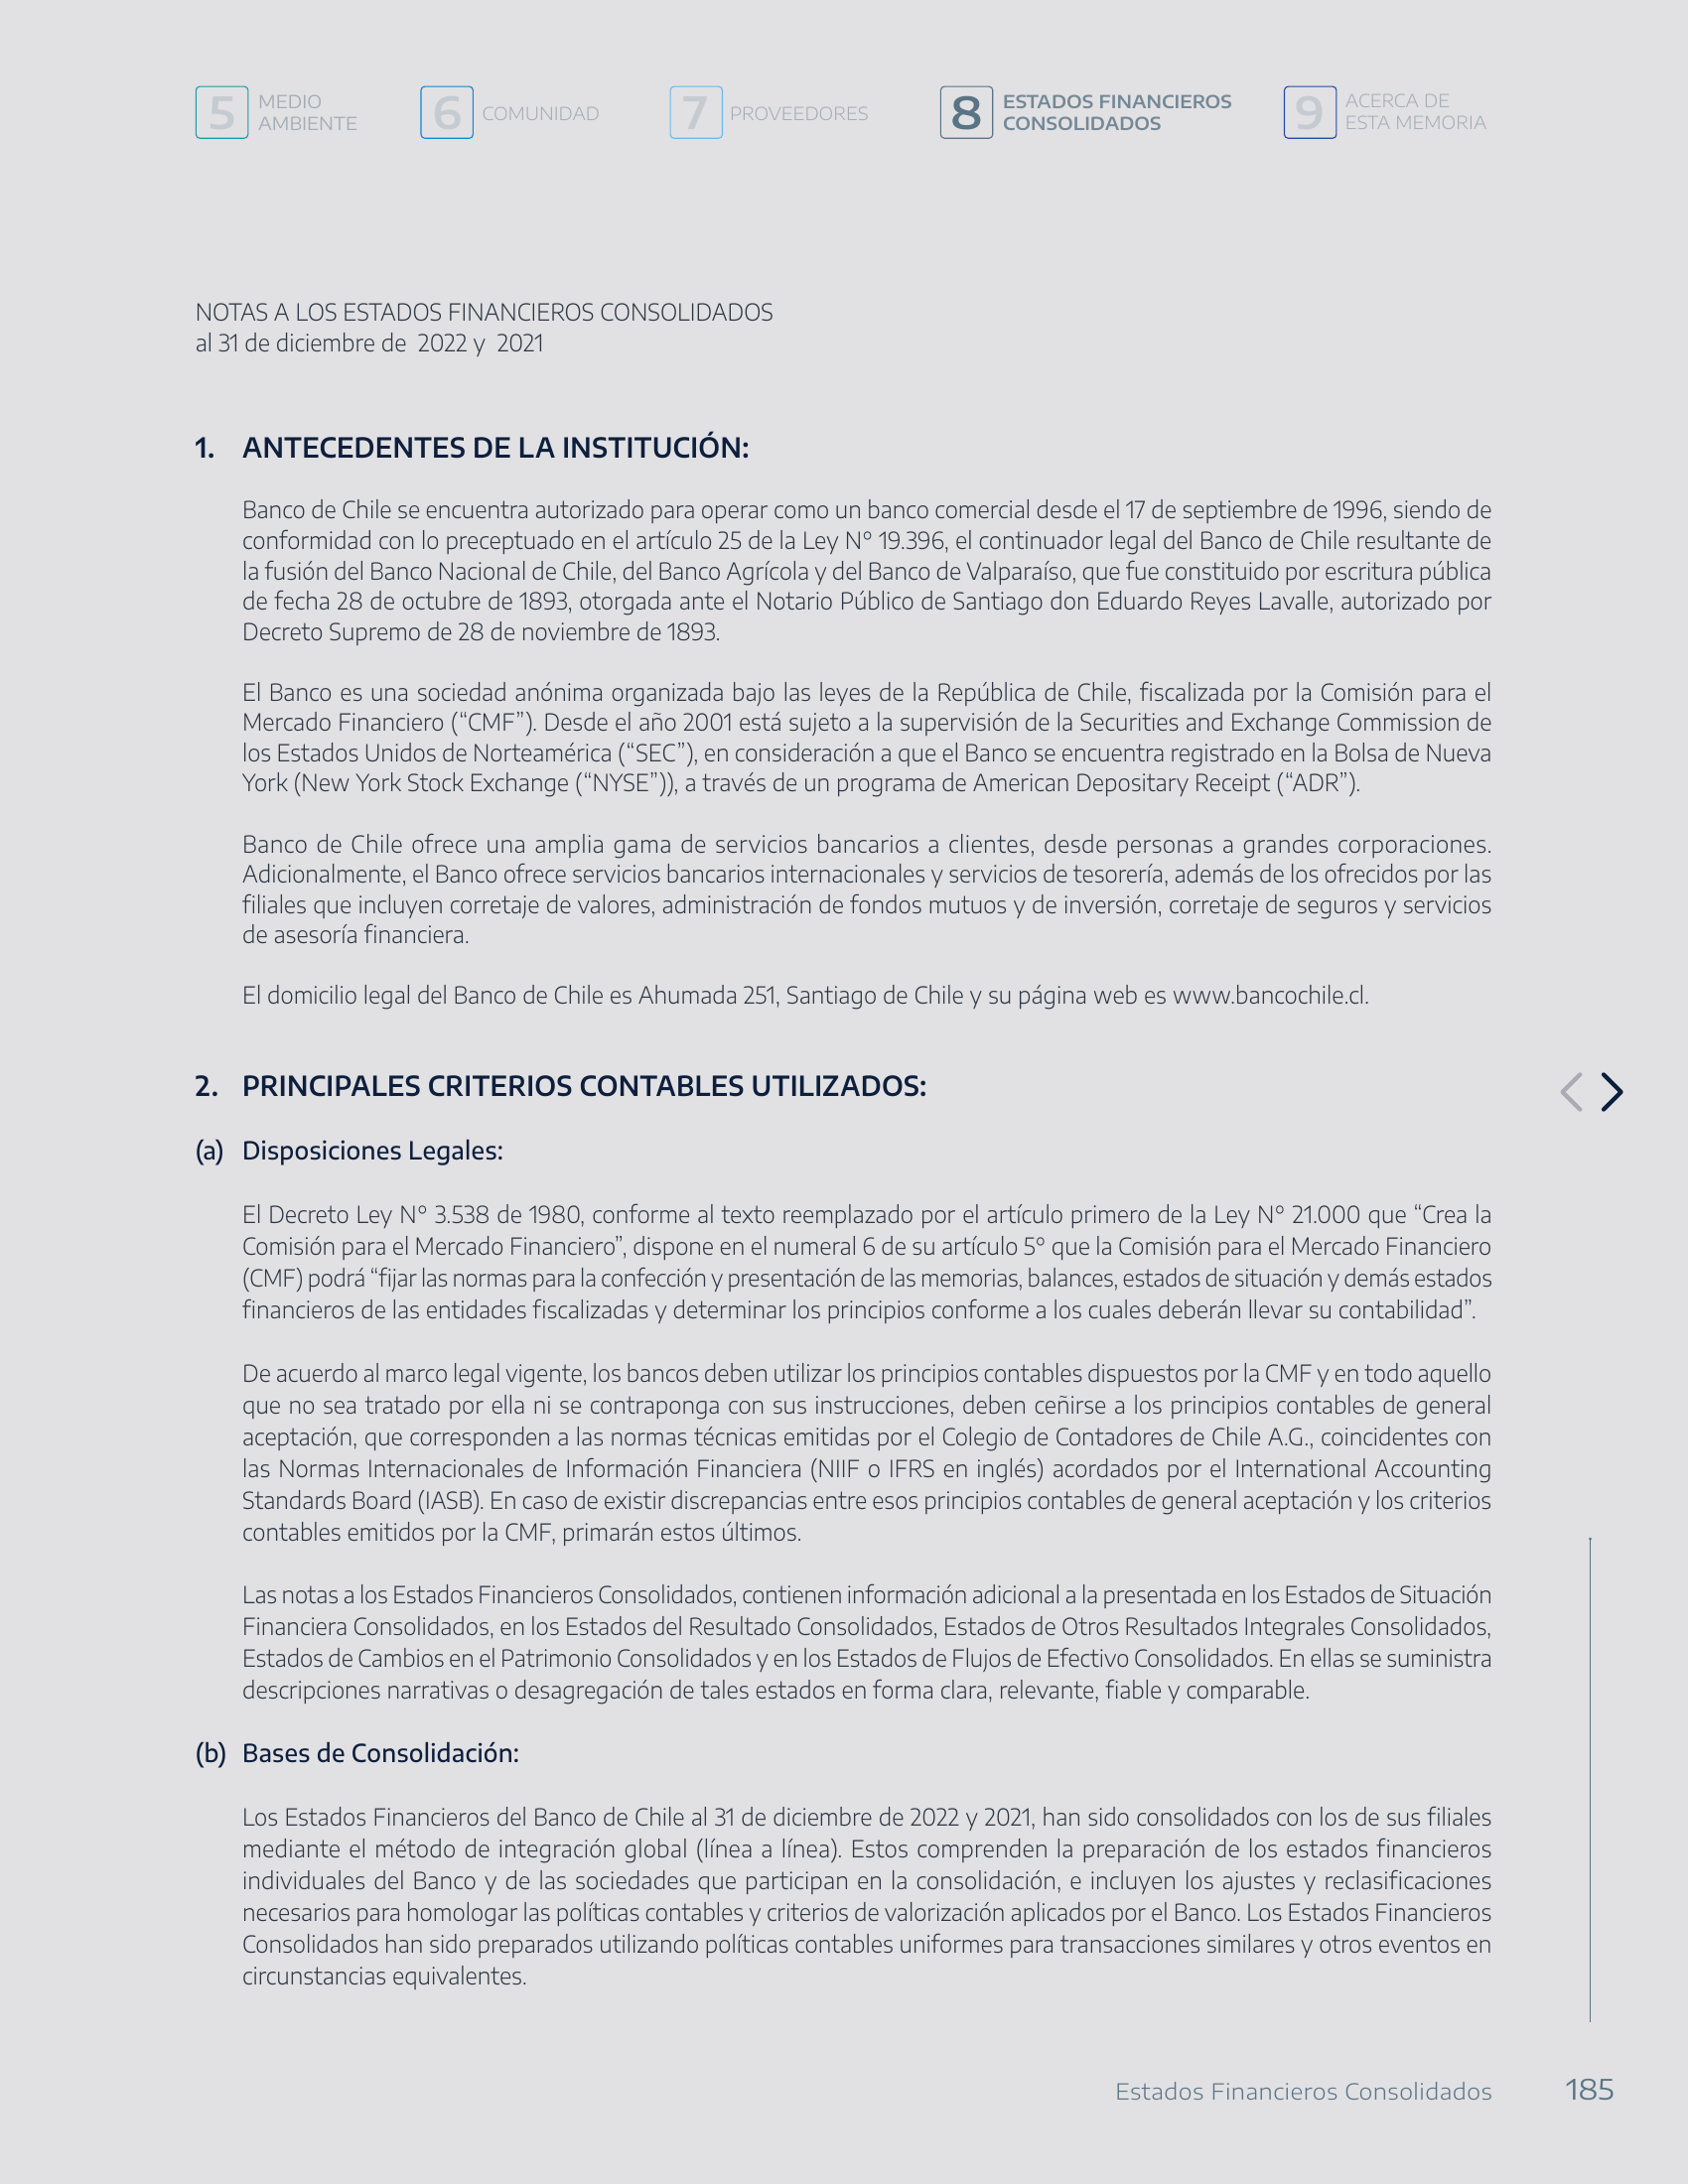 5 MEDIO
AMBIENTE
6 COMUNIDAD
7 PROVEEDORES
8 ESTADOS FINANCIEROS
CONSOLIDADOS
9 ACERCA DE
ESTA MEMORIA
NOTAS A LOS ESTADOS FINANCIEROS CONSOLIDADOS
al 31 de diciembre de 2022 y 2021
1. ANTECEDENTES DE LA INSTITUCIÓN:
Banco de Chile se encuentra autorizado para operar como un banco comercial desde el 17 de septiembre de 1996, siendo de
conformidad con lo preceptuado en el artículo 25 de la Ley N° 19.396, el continuador legal del Banco de Chile resultante de
la fusión del Banco Nacional de Chile, del Banco Agrícola y del Banco de Valparaíso, que fue constituido por escritura pública
de fecha 28 de octubre de 1893, otorgada ante el Notario Público de Santiago don Eduardo Reyes Lavalle, autorizado por
Decreto Supremo de 28 de noviembre de 1893.
El Banco es una sociedad anónima organizada bajo las leyes de la República de Chile, fiscalizada por la Comisión para el
Mercado Financiero (“CMF”). Desde el año 2001 está sujeto a la supervisión de la Securities and Exchange Commission de
los Estados Unidos de Norteamérica (“SEC”), en consideración a que el Banco se encuentra registrado en la Bolsa de Nueva
York (New York Stock Exchange (“NYSE”)), a través de un programa de American Depositary Receipt (“ADR”).
Banco de Chile ofrece una amplia gama de servicios bancarios a clientes, desde personas a grandes corporaciones.
Adicionalmente, el Banco ofrece servicios bancarios internacionales y servicios de tesorería, además de los ofrecidos por las
filiales que incluyen corretaje de valores, administración de fondos mutuos y de inversión, corretaje de seguros y servicios
de asesoría financiera.
El domicilio legal del Banco de Chile es Ahumada 251, Santiago de Chile y su página web es www.bancochile.cl.
2. PRINCIPALES CRITERIOS CONTABLES UTILIZADOS:
(a) Disposiciones Legales:
El Decreto Ley N° 3.538 de 1980, conforme al texto reemplazado por el artículo primero de la Ley N° 21.000 que “Crea la
Comisión para el Mercado Financiero”, dispone en el numeral 6 de su artículo 5° que la Comisión para el Mercado Financiero
(CMF) podrá “fijar las normas para la confección y presentación de las memorias, balances, estados de situación y demás estados
financieros de las entidades fiscalizadas y determinar los principios conforme a los cuales deberán llevar su contabilidad”.
De acuerdo al marco legal vigente, los bancos deben utilizar los principios contables dispuestos por la CMF y en todo aquello
que no sea tratado por ella ni se contraponga con sus instrucciones, deben ceñirse a los principios contables de general
aceptación, que corresponden a las normas técnicas emitidas por el Colegio de Contadores de Chile A.G., coincidentes con
las Normas Internacionales de Información Financiera (NIIF o IFRS en inglés) acordados por el International Accounting
Standards Board (IASB). En caso de existir discrepancias entre esos principios contables de general aceptación y los criterios
contables emitidos por la CMF, primarán estos últimos.
Las notas a los Estados Financieros Consolidados, contienen información adicional a la presentada en los Estados de Situación
Financiera Consolidados, en los Estados del Resultado Consolidados, Estados de Otros Resultados Integrales Consolidados,
Estados de Cambios en el Patrimonio Consolidados y en los Estados de Flujos de Efectivo Consolidados. En ellas se suministra
descripciones narrativas o desagregación de tales estados en forma clara, relevante, fiable y comparable.
(b) Bases de Consolidación:
Los Estados Financieros del Banco de Chile al 31 de diciembre de 2022 y 2021, han sido consolidados con los de sus filiales
mediante el método de integración global (línea a línea). Estos comprenden la preparación de los estados financieros
individuales del Banco y de las sociedades que participan en la consolidación, e incluyen los ajustes y reclasificaciones
necesarios para homologar las políticas contables y criterios de valorización aplicados por el Banco. Los Estados Financieros
Consolidados han sido preparados utilizando políticas contables uniformes para transacciones similares y otros eventos en
circunstancias equivalentes.
Estados Financieros Consolidados 185